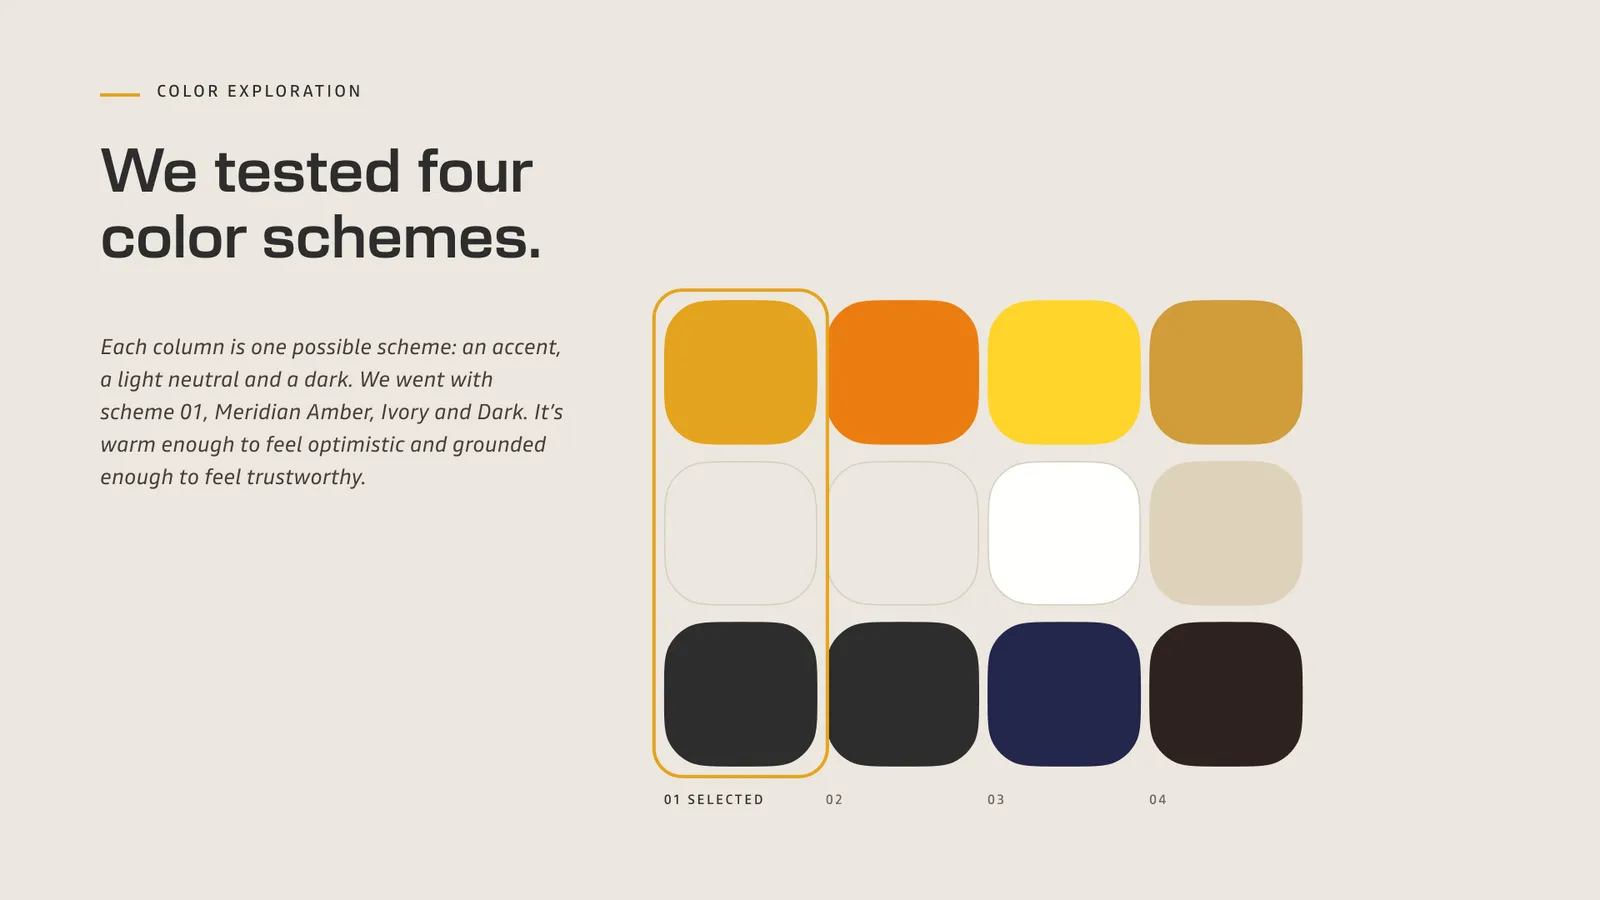 COLOR EXPLORATION
We tested four
color schemes.
Each column is one possible scheme: an accent,
a light neutral and a dark. We went with
scheme 01, Meridian Amber, Ivory and Dark. It’s
warm enough to feel optimistic and grounded
enough to feel trustworthy.
01 SELECTED
02
03
04